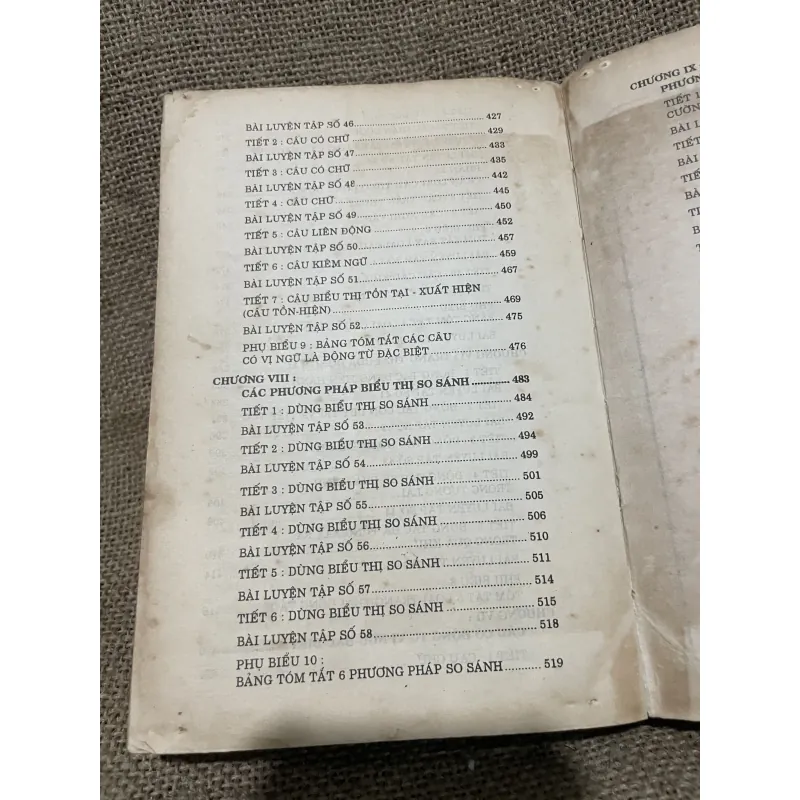 BÀI LUYỆN TẬP SỐ 46 427
TIẾT 2 : CÂU CÓ CHỮ 429
BÀI LUYỆN TẬP SỐ 47 433
TIẾT 3 : CÂU CÓ CHỮ 435
BÀI LUYỆN TẬP SỐ 48 442
TIẾT 4 : CÂU CHỮ 445
BÀI LUYỆN TẬP SỐ 49 450
TIẾT 5 : CÂU LIÊN ĐỘNG 452
BÀI LUYỆN TẬP SỐ 50 457
TIẾT 6 : CÂU KIÊM NGỮ 459
BÀI LUYỆN TẬP SỐ 51 467
TIẾT 7 : CÂU BIỂU THỊ TỒN TẠI - XUẤT HIỆN
(CÂU TỒN-HIỆN) 469
BÀI LUYỆN TẬP SỐ 52 475
PHỤ BIỂU 9 : BẢNG TÓM TẮT CÁC CÂU
CÓ VỊ NGỮ LÀ ĐỘNG TỪ ĐẶC BIỆT 476
CHƯƠNG VIII :
CÁC PHƯƠNG PHÁP BIỂU THỊ SO SÁNH 483
TIẾT 1 : DÙNG BIỂU THỊ SO SÁNH 484
BÀI LUYỆN TẬP SỐ 53 492
TIẾT 2 : DÙNG BIỂU THỊ SO SÁNH 494
BÀI LUYỆN TẬP SỐ 54 499
TIẾT 3 : DÙNG BIỂU THỊ SO SÁNH 501
BÀI LUYỆN TẬP SỐ 55 505
TIẾT 4 : DÙNG BIỂU THỊ SO SÁNH 506
BÀI LUYỆN TẬP SỐ 56 510
TIẾT 5 : DÙNG BIỂU THỊ SO SÁNH 511
BÀI LUYỆN TẬP SỐ 57 514
TIẾT 6 : DÙNG BIỂU THỊ SO SÁNH 515
BÀI LUYỆN TẬP SỐ 58 518
PHỤ BIỂU 10 :
BẢNG TÓM TẮT 6 PHƯƠNG PHÁP SO SÁNH 519
CHƯƠNG IX
TIẾT 1
BÀI L
TIẾT
BÀI